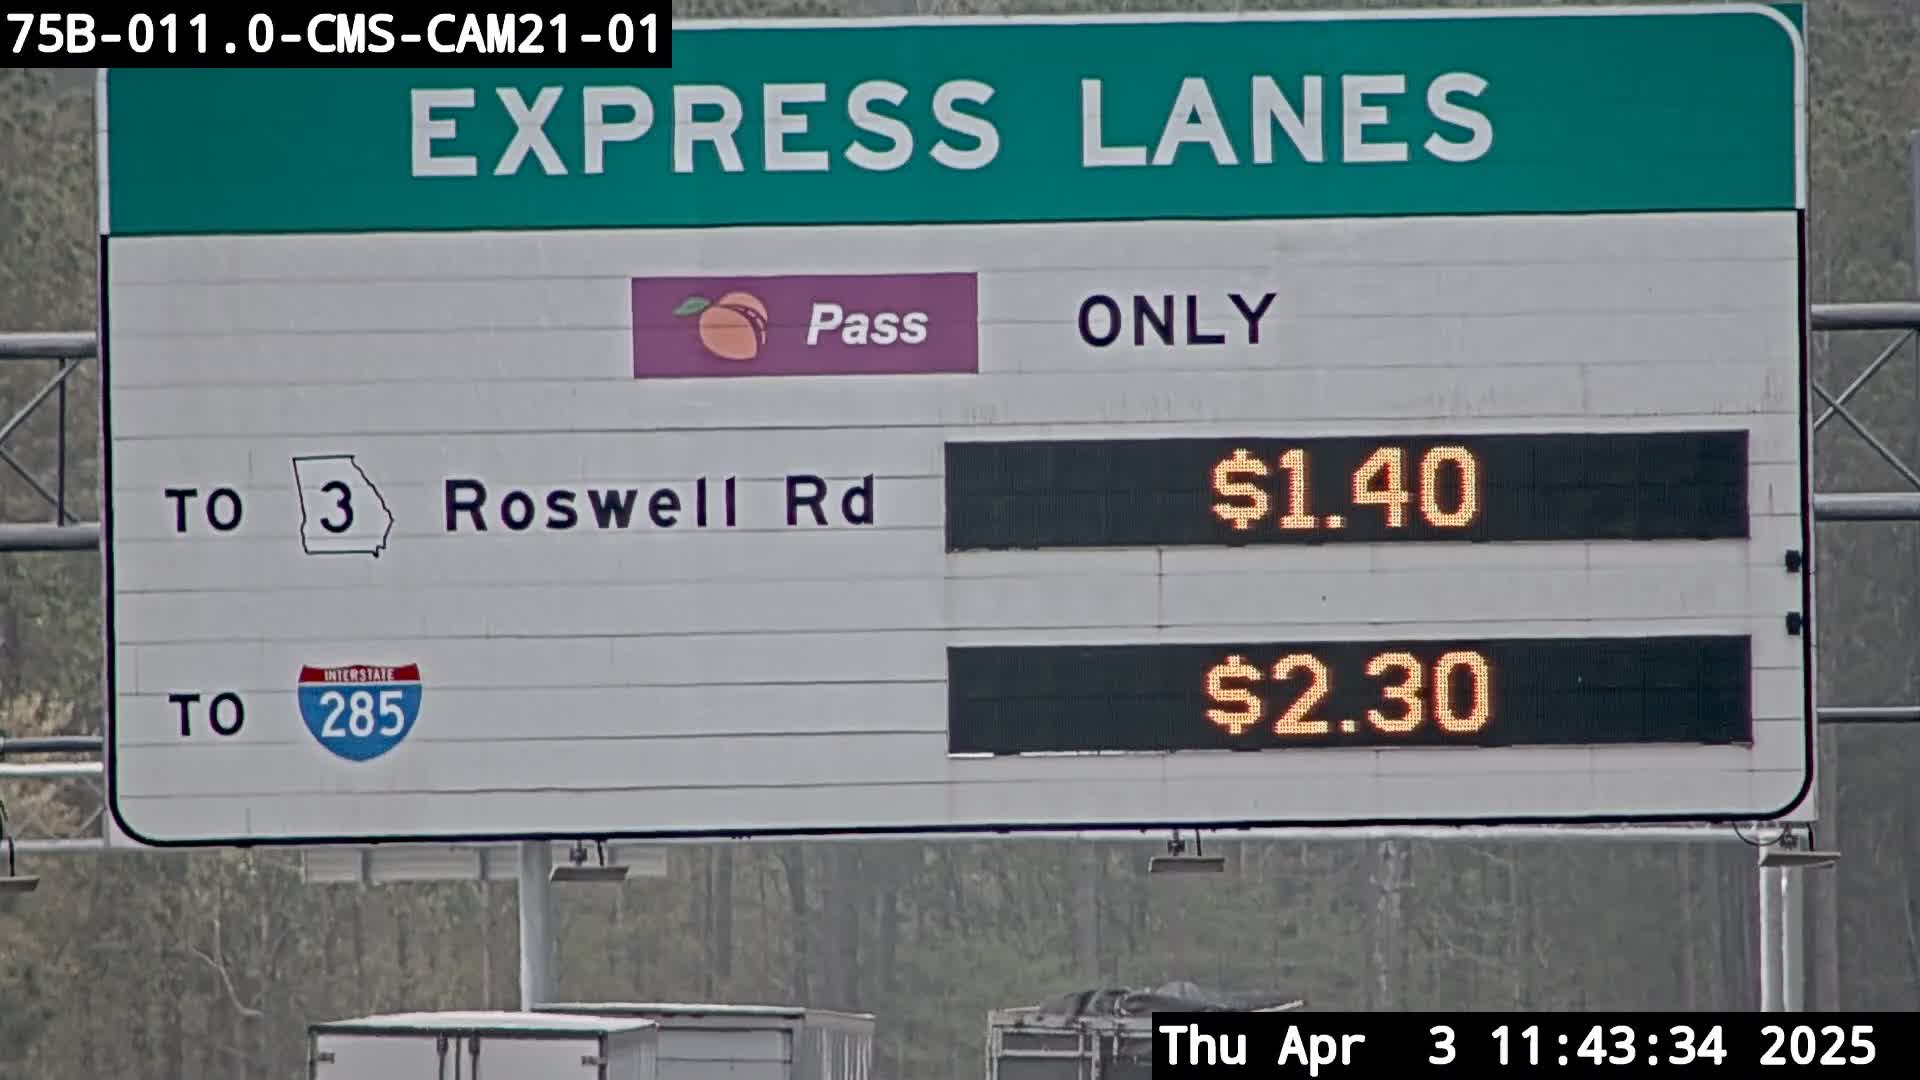 75B-011.0-CMS-CAM21-01
EXPRESS LANES
Pass ONLY
TO 3 Roswell Rd $1.40
TO INTERSTATE 285 $2.30
Thu Apr 3 11:43:34 2025